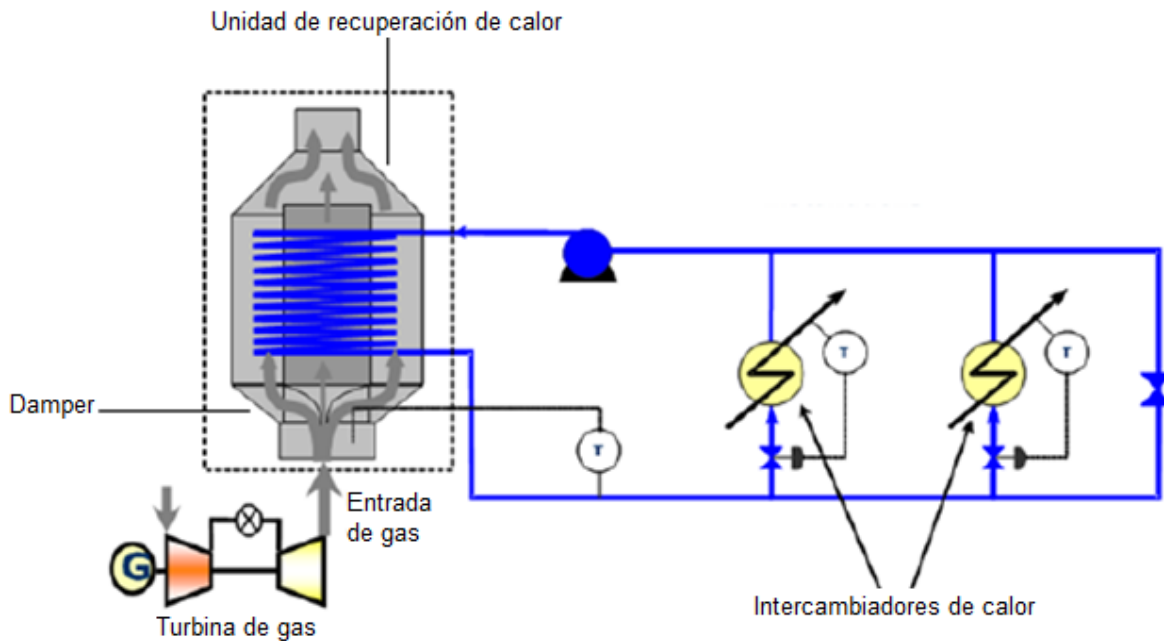 Unidad de recuperación de calor
Damper
T
T
T
Entrada
de gas
G
Turbina de gas
Intercambiadores de calor